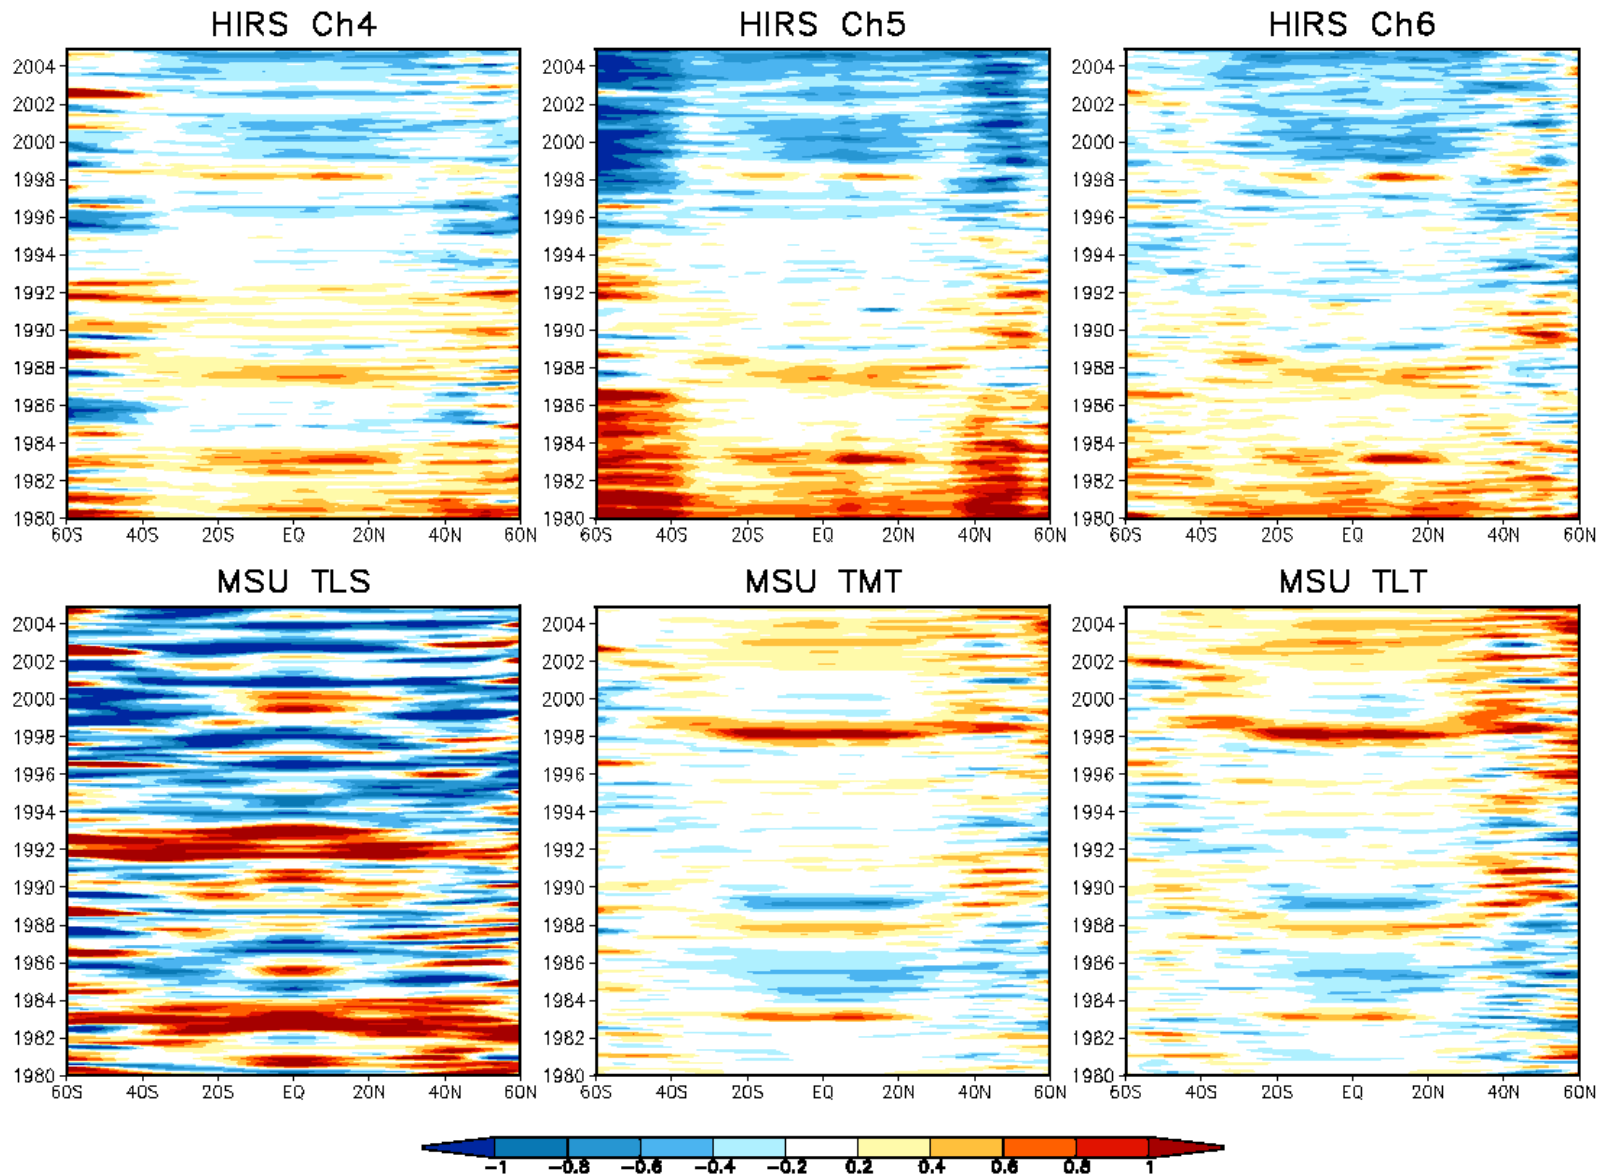 HIRS Ch4 HIRS Ch5 HIRS Ch6
2004 2004 2004
2002 2002 2002
2000 2000 2000
1998 1998 1998
1996 1996 1996
1994 1994 1994
1992 1992 1992
1990 1990 1990
1988 1988 1988
1986 1986 1986
1984 1984 1984
1982 1982 1982
1980 1980 1980
60S 40S 20S EQ 20N 40N 60N 60S 40S 20S EQ 20N 40N 60N 60S 40S 20S EQ 20N 40N 60N
MSU TLS MSU TMT MSU TLT
2004 2004 2004
2002 2002 2002
2000 2000 2000
1998 1998 1998
1996 1996 1996
1994 1994 1994
1992 1992 1992
1990 1990 1990
1988 1988 1988
1986 1986 1986
1984 1984 1984
1982 1982 1982
1980 1980 1980
60S 40S 20S EQ 20N 40N 60N 60S 40S 20S EQ 20N 40N 60N 60S 40S 20S EQ 20N 40N 60N
-1 -0.8 -0.6 -0.4 -0.2 0.2 0.4 0.6 0.8 1